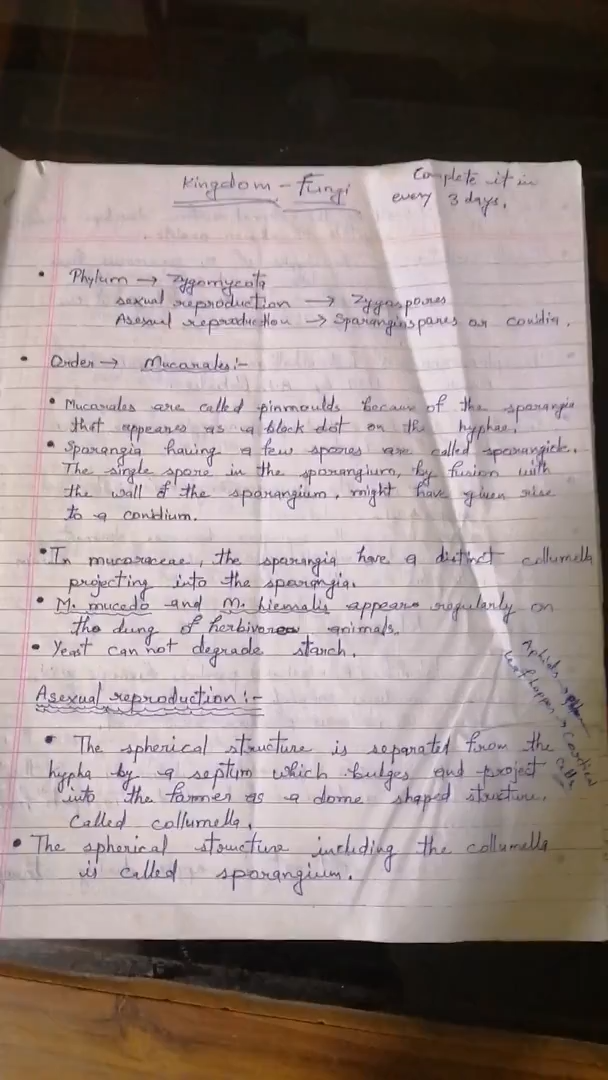 Kingdom - Fungi
Complete it in
every 3 days.
• Phylum → Zygomycota
sexual reproduction → Zygospores
Asexual reproduction → Sporangiospores or conidia.
• Order → Mucorales:-
• Mucorales are called pinmoulds because of the sporangia
that appeares as a black dot on the hyphae.
• Sporangia having a few spores are called
The single spore in the sporangium, by fusion with
the wall of the sporangium, might have given rise
to a conidium.
• In mucoraceae, the sporangia have a distinct collumella
projecting into the sporangia.
• M. mucedo and M. hiemalis appears regularly on
the dung of herbivorea animals.
• Yeast can not degrade starch.
Aphids →
leaf hopper →
Asexual reproduction :-
• The spherical structure is separated from the
hypha by a septum which bulges and project
into the former as a dome shaped structure.
Called collumella.
• The spherical structure including the collumella
is called sporangium.